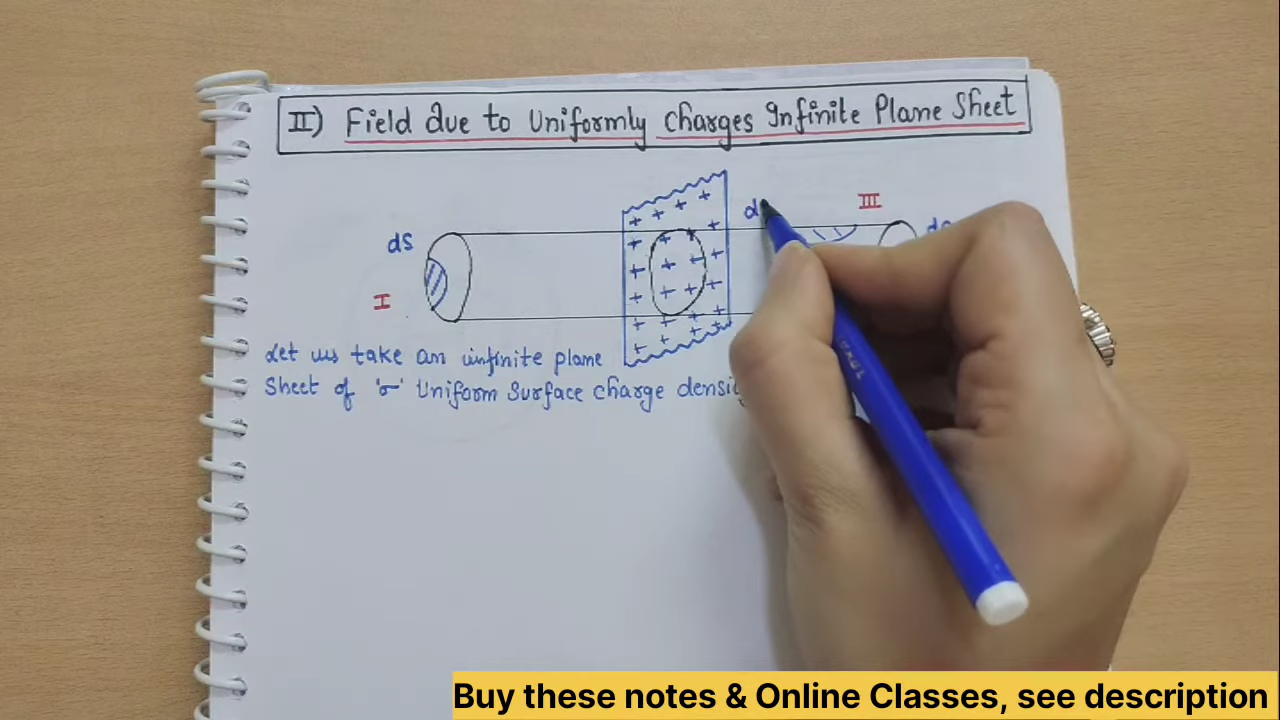 II) Field due to Uniformly Charges Infinite Plane Sheet
III
dS
I
Let us take an infinite plane
Sheet of 'σ' Uniform Surface charge
Buy these notes & Online Classes, see description